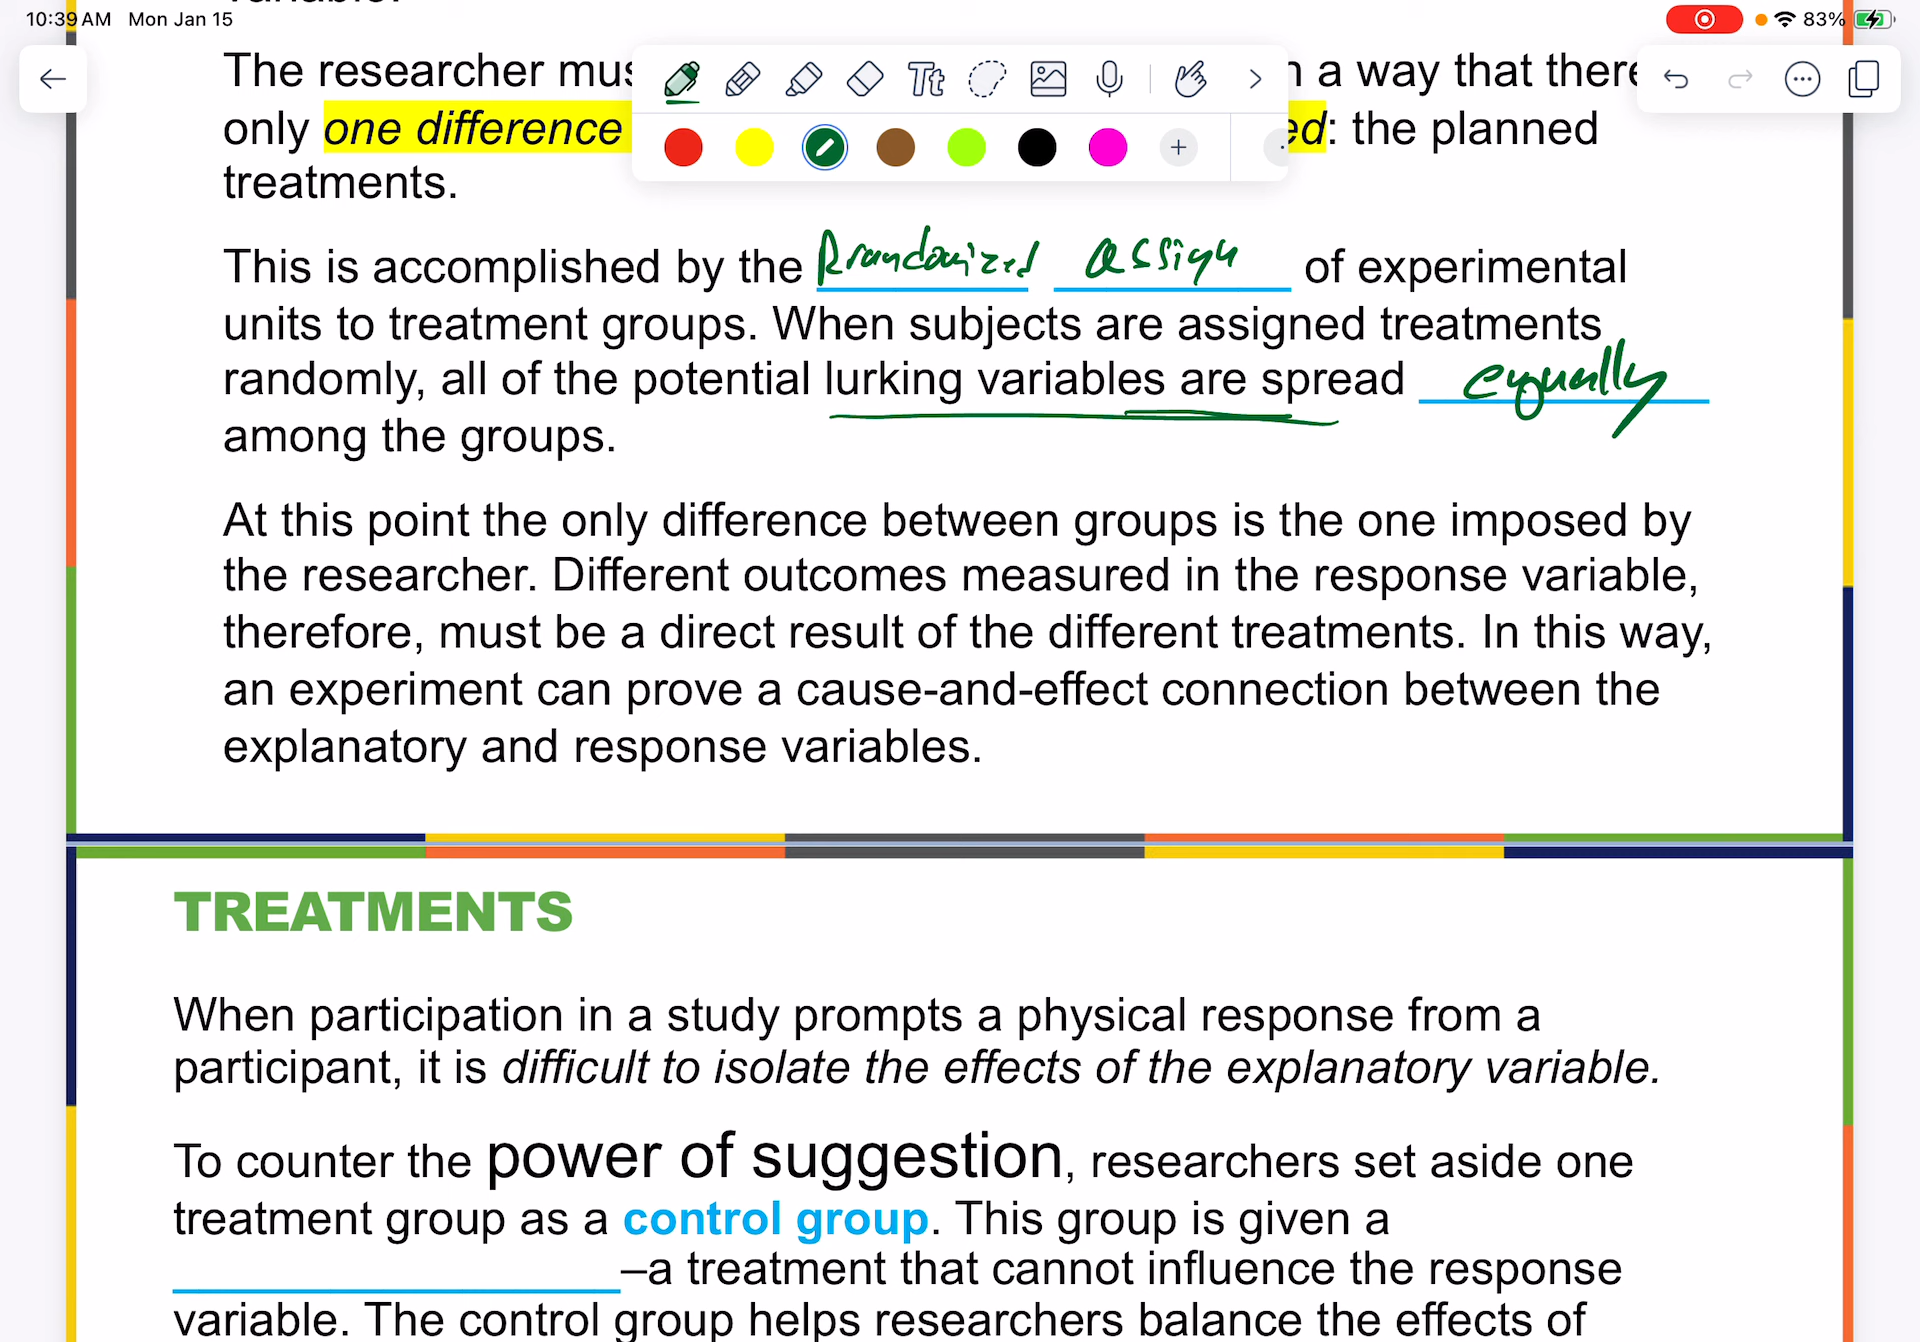 10:39 AM Mon Jan 15
83%
The researcher mus
a way that there
only one difference
ed: the planned
treatments.
This is accomplished by the Rrandomized assign of experimental
units to treatment groups. When subjects are assigned treatments
randomly, all of the potential lurking variables are spread equally
among the groups.
At this point the only difference between groups is the one imposed by
the researcher. Different outcomes measured in the response variable,
therefore, must be a direct result of the different treatments. In this way,
an experiment can prove a cause-and-effect connection between the
explanatory and response variables.
TREATMENTS
When participation in a study prompts a physical response from a
participant, it is difficult to isolate the effects of the explanatory variable.
To counter the power of suggestion, researchers set aside one
treatment group as a control group. This group is given a
–a treatment that cannot influence the response
variable. The control group helps researchers balance the effects of